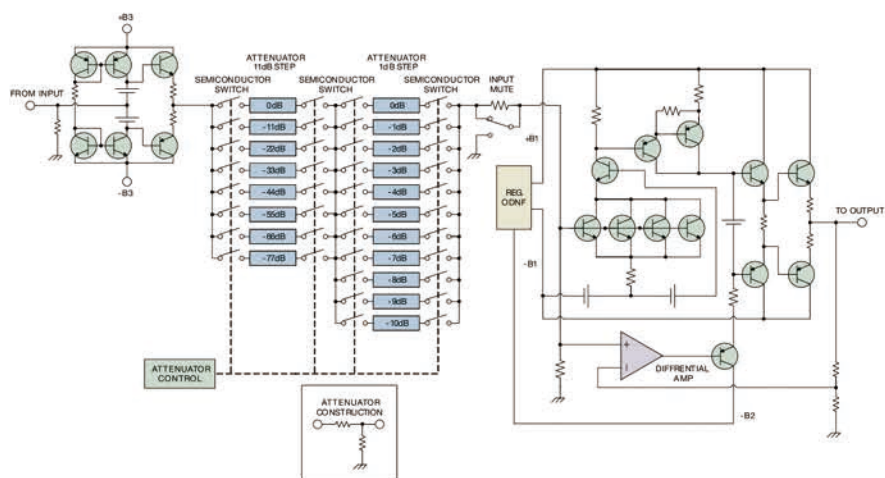 +B3
ATTENUATOR
11dB STEP
ATTENUATOR
1dB STEP
SEMICONDUCTOR
SWITCH
SEMICONDUCTOR
SWITCH
SEMICONDUCTOR
SWITCH
INPUT
MUTE
FROM INPUT
-B3
0dB
-11dB
-22dB
-33dB
-44dB
-55dB
-66dB
-77dB
0dB
-1dB
-2dB
-3dB
-4dB
-5dB
-6dB
-7dB
-8dB
-9dB
-10dB
+B1
REG.
ODNF
-B1
TO OUTPUT
ATTENUATOR
CONTROL
ATTENUATOR
CONSTRUCTION
+
−
DIFFRENTIAL
AMP
-B2